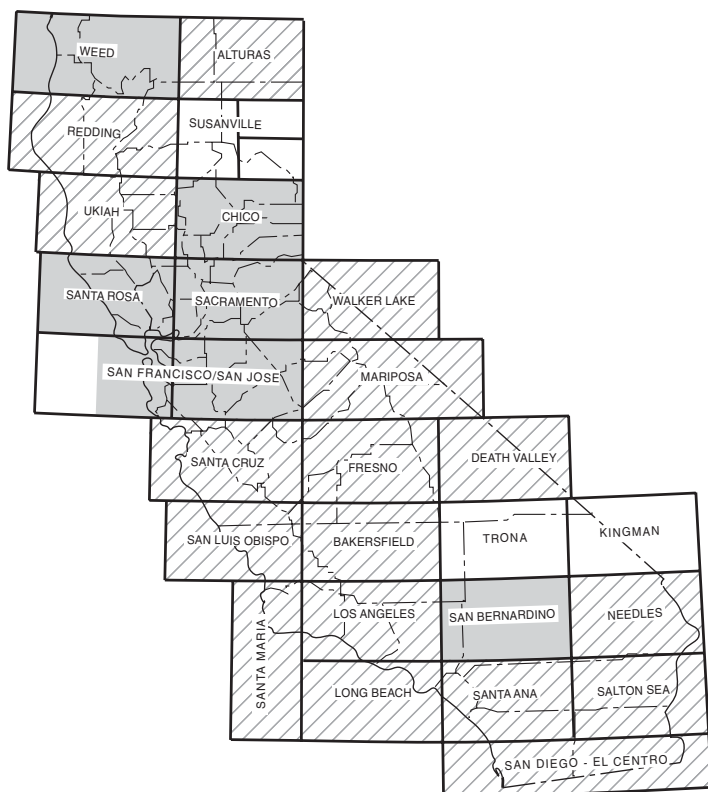 WEED
ALTURAS
REDDING
SUSANVILLE
UKIAH
CHICO
SANTA ROSA
SACRAMENTO
WALKER LAKE
SAN FRANCISCO/SAN JOSE
MARIPOSA
SANTA CRUZ
FRESNO
DEATH VALLEY
SAN LUIS OBISPO
BAKERSFIELD
TRONA
KINGMAN
SANTA MARIA
LOS ANGELES
SAN BERNARDINO
NEEDLES
LONG BEACH
SANTA ANA
SALTON SEA
SAN DIEGO - EL CENTRO